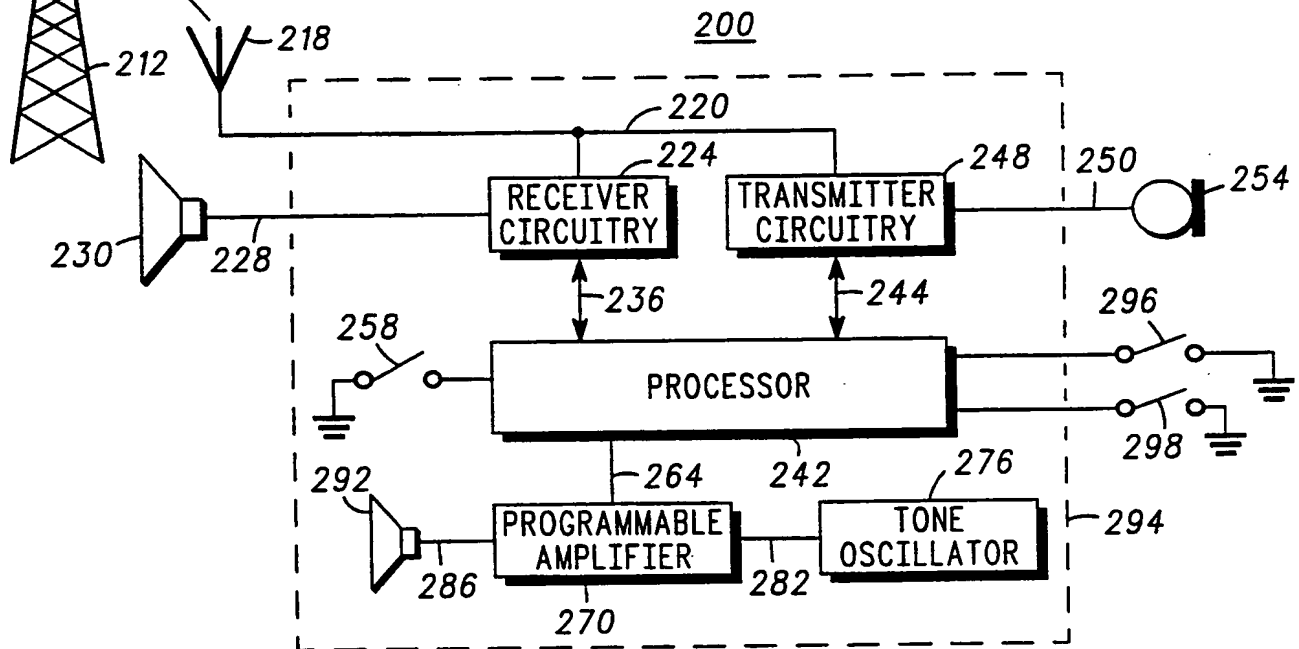 200
218
212
220
224
248
250
254
RECEIVER
CIRCUITRY
TRANSMITTER
CIRCUITRY
230
228
236
244
258
296
PROCESSOR
298
292
264
242
276
PROGRAMMABLE
AMPLIFIER
TONE
OSCILLATOR
294
286
282
270